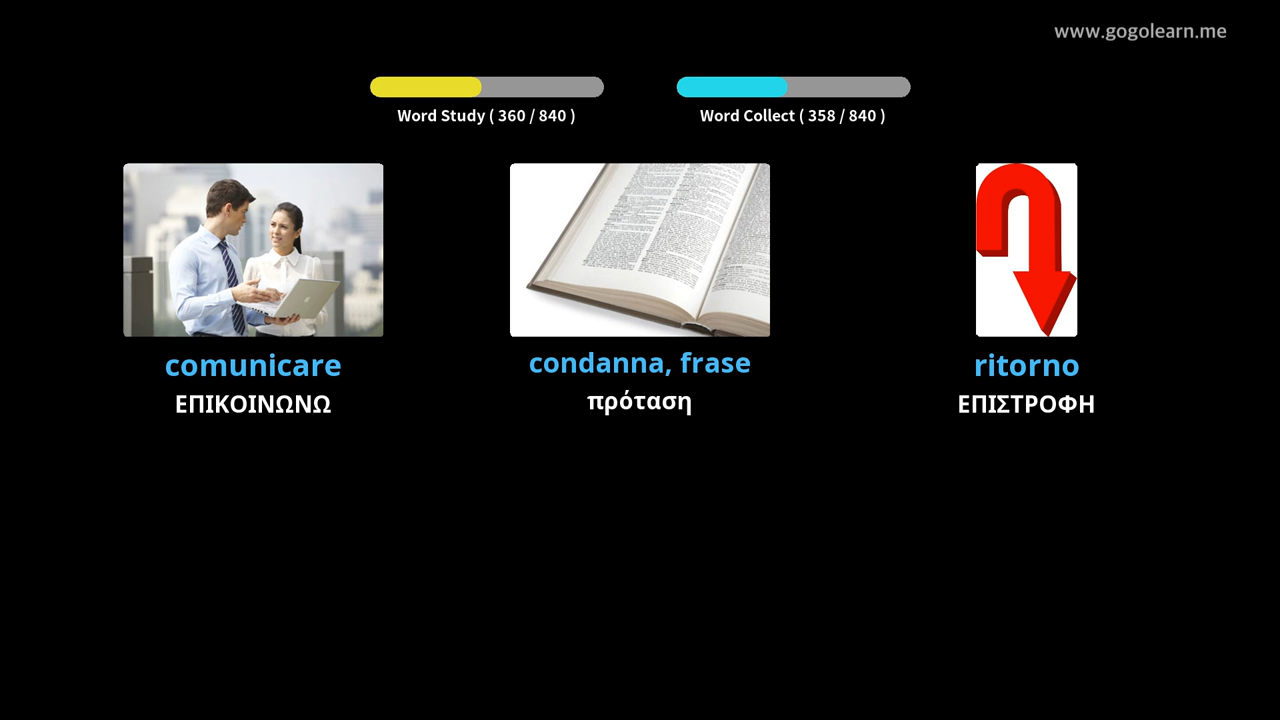 www.gogolearn.me
Word Study ( 360 / 840 )
Word Collect ( 358 / 840 )
comunicare
ΕΠΙΚΟΙΝΩΝΩ
condanna, frase
πρόταση
ritorno
ΕΠΙΣΤΡΟΦΗ